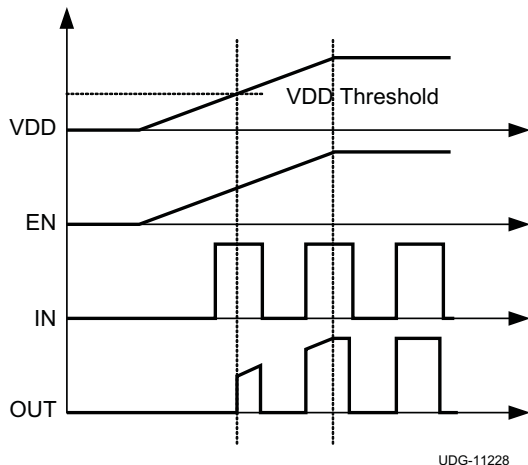 VDD Threshold
VDD
EN
IN
OUT
UDG-11228